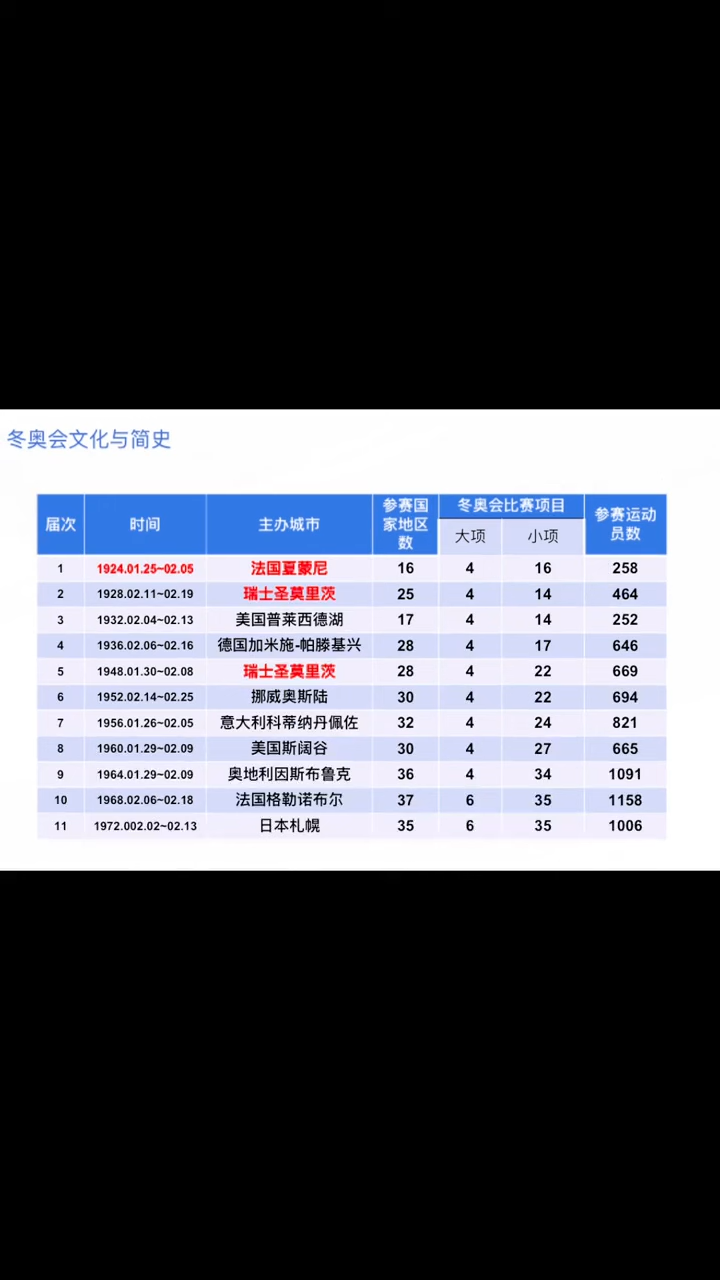 冬奥会文化与简史
届次 时间 主办城市 参赛国家地区数 冬奥会比赛项目 参赛运动员数
大项 小项
1 1924.01.25~02.05 法国夏蒙尼 16 4 16 258
2 1928.02.11~02.19 瑞士圣莫里茨 25 4 14 464
3 1932.02.04~02.13 美国普莱西德湖 17 4 14 252
4 1936.02.06~02.16 德国加米施-帕滕基兴 28 4 17 646
5 1948.01.30~02.08 瑞士圣莫里茨 28 4 22 669
6 1952.02.14~02.25 挪威奥斯陆 30 4 22 694
7 1956.01.26~02.05 意大利科蒂纳丹佩佐 32 4 24 821
8 1960.01.29~02.09 美国斯阔谷 30 4 27 665
9 1964.01.29~02.09 奥地利因斯布鲁克 36 4 34 1091
10 1968.02.06~02.18 法国格勒诺布尔 37 6 35 1158
11 1972.002.02~02.13 日本札幌 35 6 35 1006